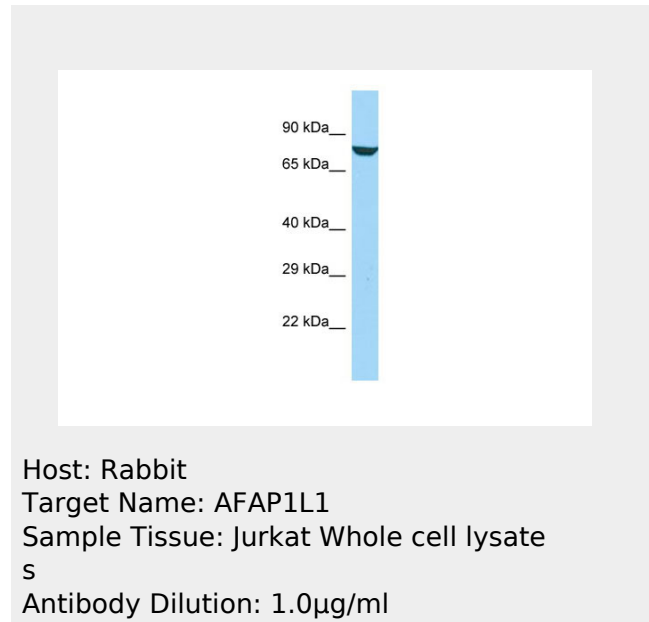 90 kDa__
65 kDa__
40 kDa__
29 kDa__
22 kDa__
Host: Rabbit
Target Name: AFAP1L1
Sample Tissue: Jurkat Whole cell lysate
s
Antibody Dilution: 1.0μg/ml